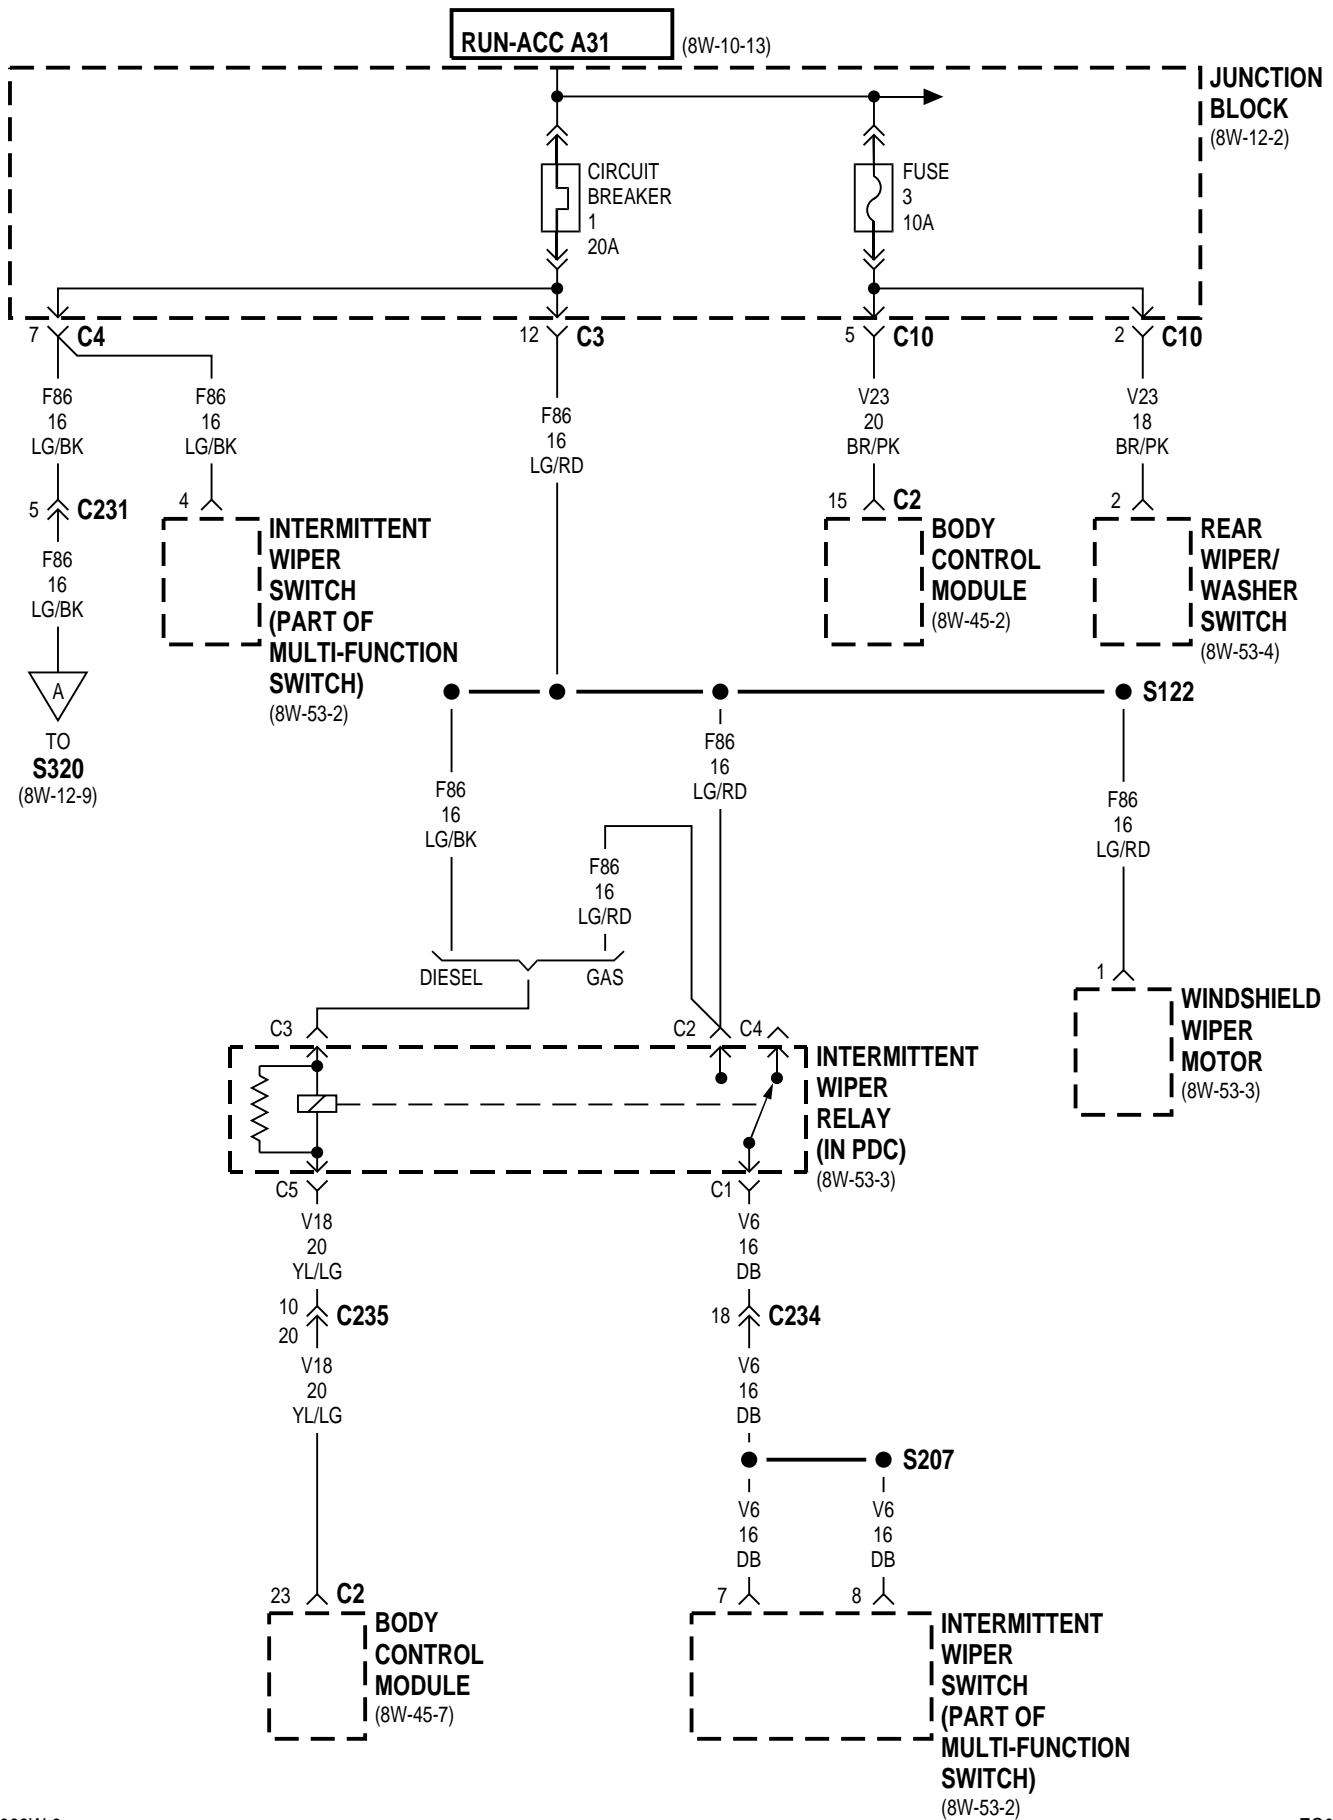 RUN-ACC A31
(8W-10-13)
JUNCTION
BLOCK
(8W-12-2)
CIRCUIT
BREAKER
1
20A
FUSE
3
10A
7
C4
12
C3
5
C10
2
C10
F86
16
LG/BK
F86
16
LG/BK
F86
16
LG/RD
V23
20
BR/PK
V23
18
BR/PK
5
C231
4
15
C2
2
F86
16
LG/BK
INTERMITTENT
WIPER
SWITCH
(PART OF
MULTI-FUNCTION
SWITCH)
(8W-53-2)
BODY
CONTROL
MODULE
(8W-45-2)
REAR
WIPER/
WASHER
SWITCH
(8W-53-4)
A
TO
S320
(8W-12-9)
S122
F86
16
LG/BK
F86
16
LG/RD
F86
16
LG/RD
F86
16
LG/RD
DIESEL
GAS
1
WINDSHIELD
WIPER
MOTOR
(8W-53-3)
C3
C2
C4
INTERMITTENT
WIPER
RELAY
(IN PDC)
(8W-53-3)
C5
C1
V18
20
YL/LG
V6
16
DB
10
20
C235
18
C234
V18
20
YL/LG
V6
16
DB
S207
V6
16
DB
V6
16
DB
23
C2
7
8
BODY
CONTROL
MODULE
(8W-45-7)
INTERMITTENT
WIPER
SWITCH
(PART OF
MULTI-FUNCTION
SWITCH)
(8W-53-2)